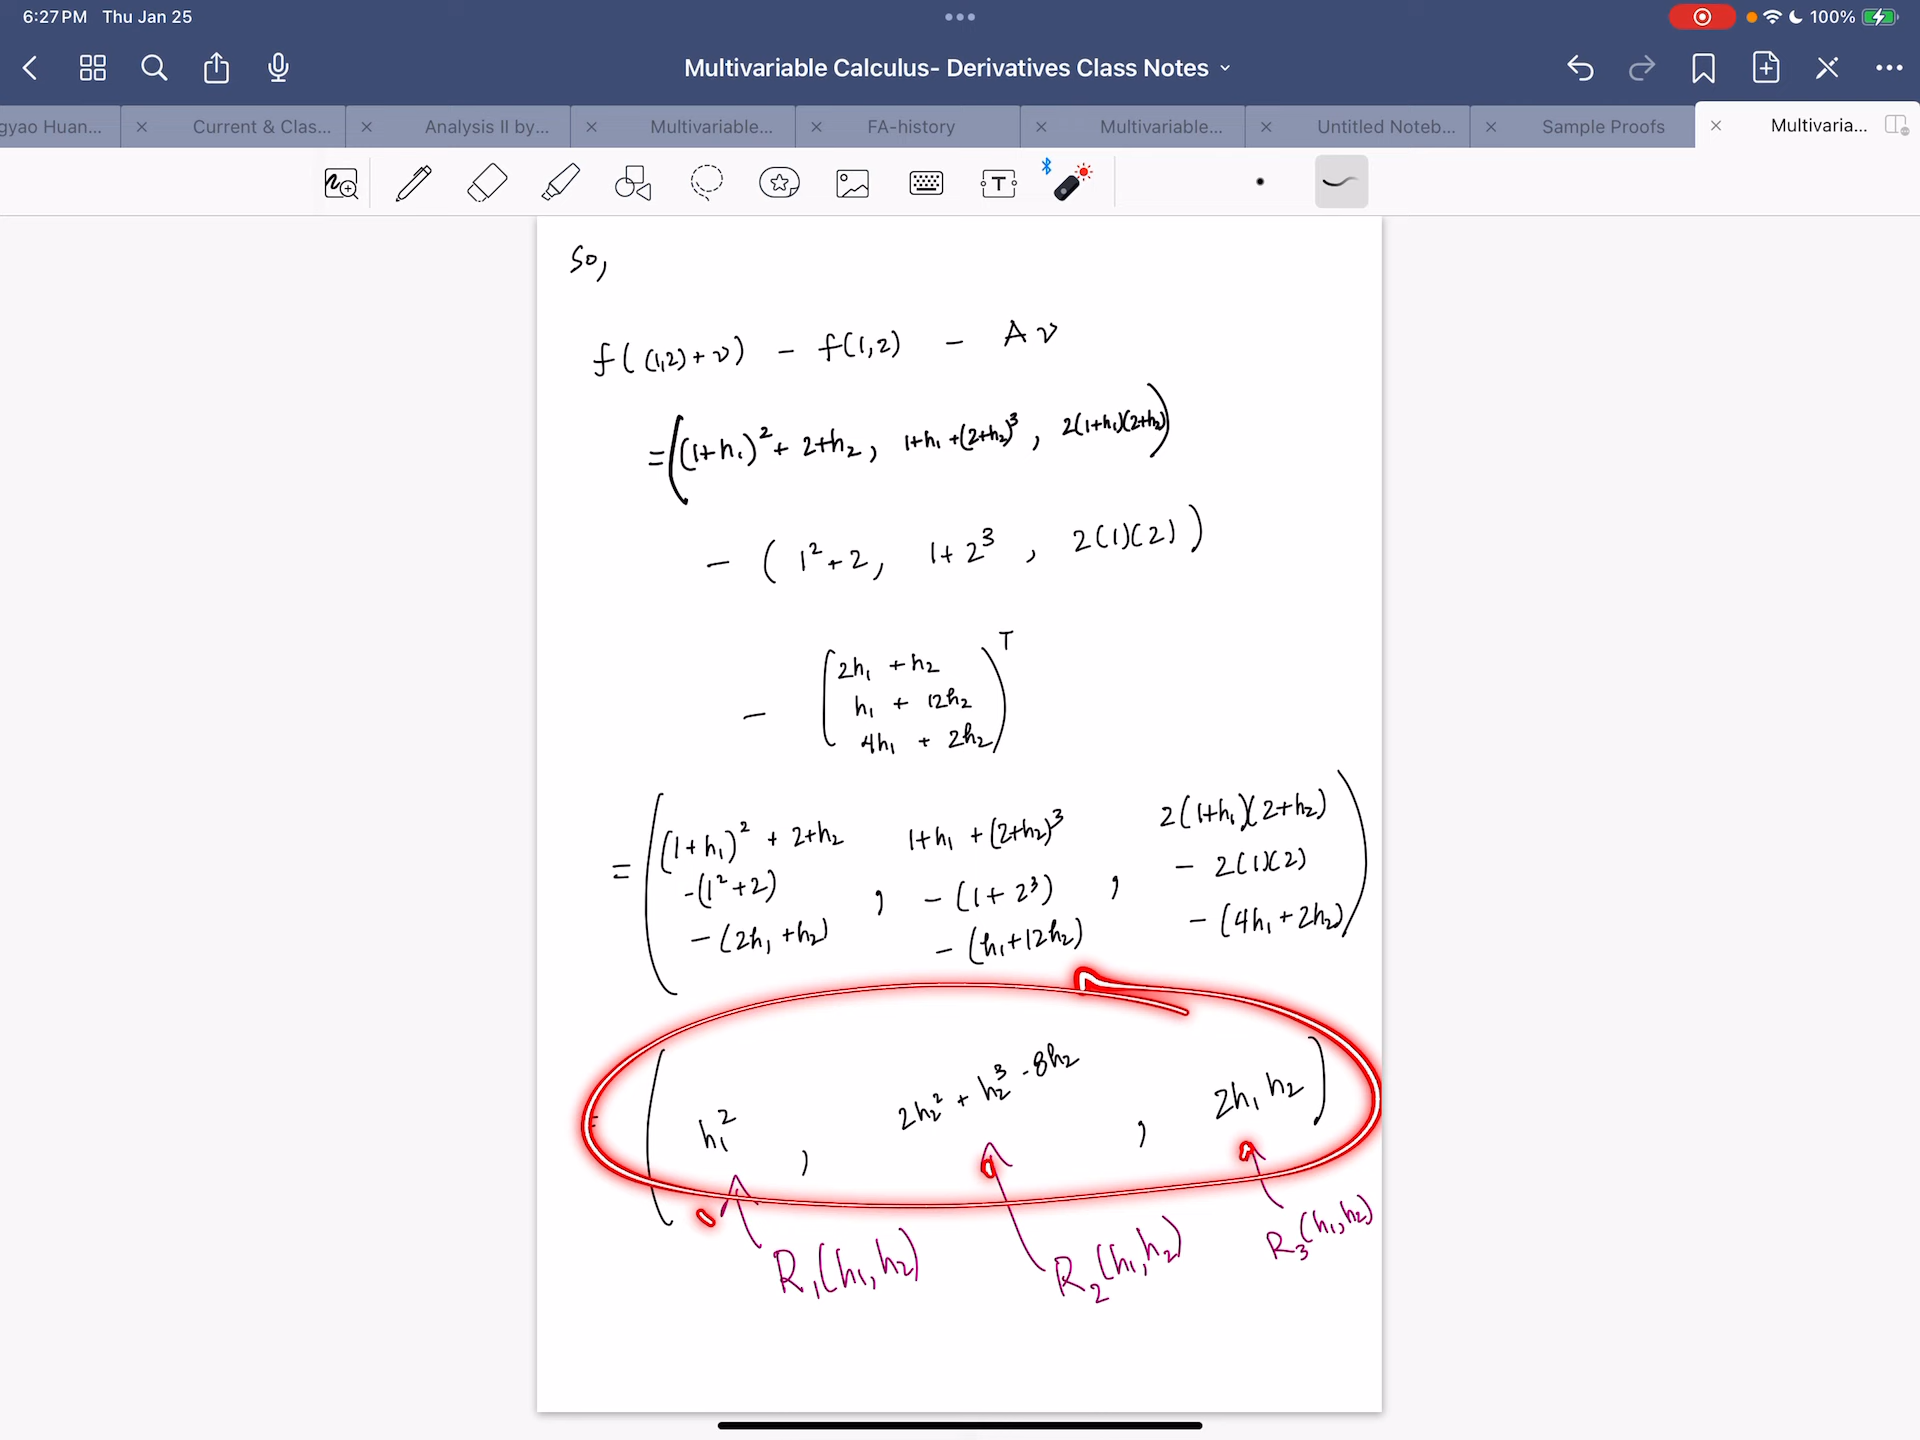 6:27 PM Thu Jan 25
100%
Multivariable Calculus- Derivatives Class Notes
gyao Huan...
Current & Clas...
Analysis II by...
Multivariable...
FA-history
Multivariable...
Untitled Noteb...
Sample Proofs
Multivaria...
So,
f((1,2)+v) - f(1,2) - Av
=((1+h₁)²+2+h₂, 1+h₁+(2+h₂)³, 2(1+h₁)(2+h₂))
- (1²+2, 1+2³, 2(1)(2))
- (2h₁ + h₂
h₁ + 12h₂
4h₁ + 2h₂)ᵀ
= ((1+h₁)² + 2+h₂ 1+h₁ + (2+h₂)³ 2(1+h₁)(2+h₂)
-(1²+2) , - (1+2³) , - 2(1)(2)
- (2h₁ + h₂) - (h₁+12h₂) - (4h₁+2h₂))
= (h₁², 2h₂² + h₂³ - 8h₂, 2h₁h₂)
R₁(h₁,h₂) R₂(h₁,h₂) R₃(h₁,h₂)